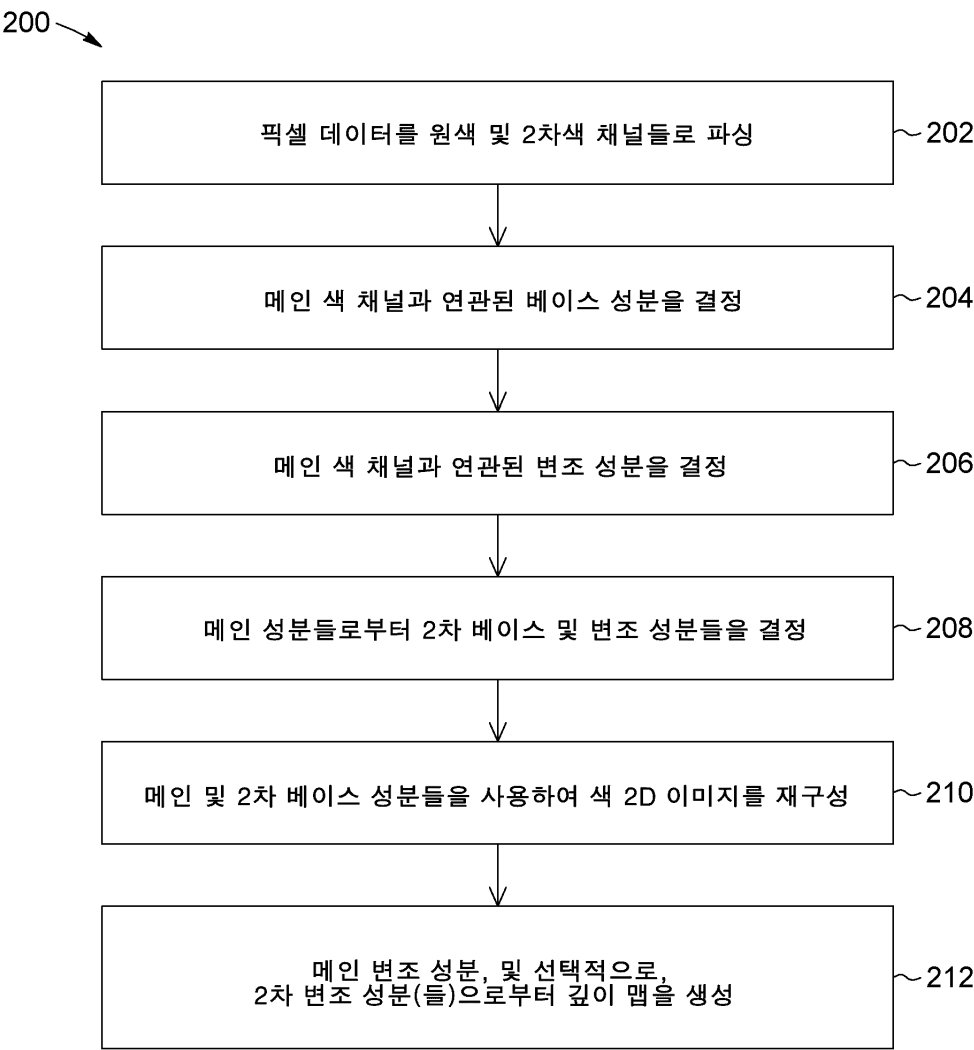 200
픽셀 데이터를 원색 및 2차색 채널들로 파싱
202
메인 색 채널과 연관된 베이스 성분을 결정
204
메인 색 채널과 연관된 변조 성분을 결정
206
메인 성분들로부터 2차 베이스 및 변조 성분들을 결정
208
메인 및 2차 베이스 성분들을 사용하여 색 2D 이미지를 재구성
210
메인 변조 성분, 및 선택적으로,
2차 변조 성분(들)으로부터 깊이 맵을 생성
212